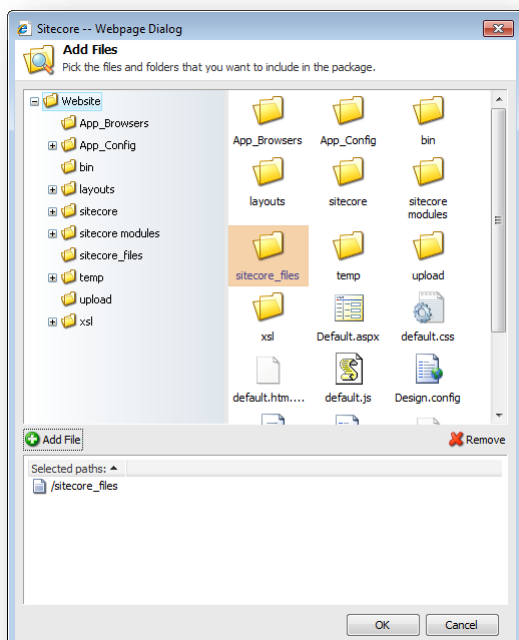 Sitecore -- Webpage Dialog
Add Files
Pick the files and folders that you want to include in the package.
Website
App_Browsers
App_Config
bin
layouts
sitecore
sitecore modules
sitecore_files
temp
upload
xsl
App_Browsers App_Config bin
layouts sitecore sitecore
modules
sitecore_files temp upload
xsl Default.aspx default.css
default.htm.... default.js Design.config
Add File Remove
Selected paths:
/sitecore_files
OK Cancel